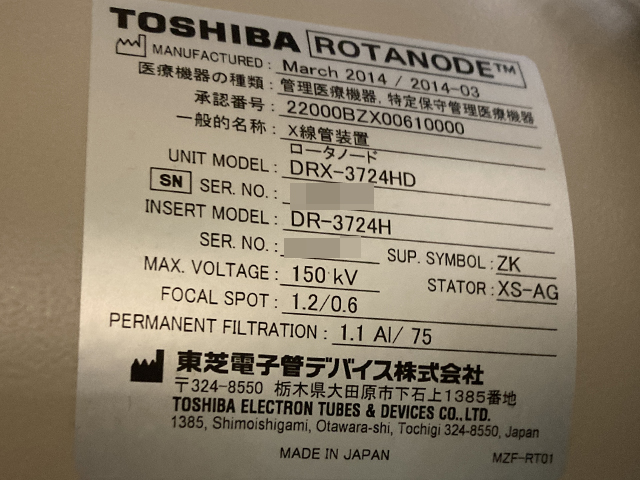 TOSHIBA ROTANODE™
MANUFACTURED : March 2014 / 2014-03
医療機器の種類 : 管理医療機器, 特定保守管理医療機器
承認番号 : 22000BZX00610000
一般的名称 : X線管装置
ロータノード
UNIT MODEL : DRX-3724HD
SN SER. NO. :
INSERT MODEL : DR-3724H
SER. NO. : SUP. SYMBOL : ZK
MAX. VOLTAGE : 150 kV STATOR : XS-AG
FOCAL SPOT : 1.2/0.6
PERMANENT FILTRATION : 1.1 Al/ 75
東芝電子管デバイス株式会社
〒324-8550 栃木県大田原市下石上1385番地
TOSHIBA ELECTRON TUBES & DEVICES CO., LTD.
1385, Shimoishigami, Otawara-shi, Tochigi 324-8550, Japan
MADE IN JAPAN MZF-RT01